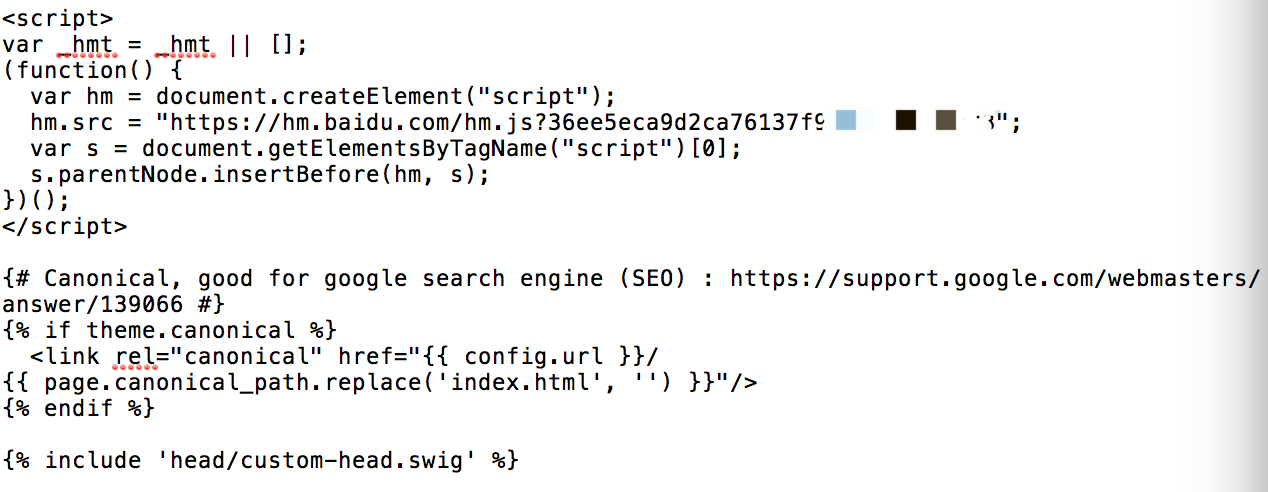 <script>
var _hmt = _hmt || [];
(function() {
  var hm = document.createElement("script");
  hm.src = "https://hm.baidu.com/hm.js?36ee5eca9d2ca76137f9";
  var s = document.getElementsByTagName("script")[0];
  s.parentNode.insertBefore(hm, s);
})();
</script>

{# Canonical, good for google search engine (SEO) : https://support.google.com/webmasters/
answer/139066 #}
{% if theme.canonical %}
  <link rel="canonical" href="{{ config.url }}/
{{ page.canonical_path.replace('index.html', '') }}"/>
{% endif %}

{% include 'head/custom-head.swig' %}